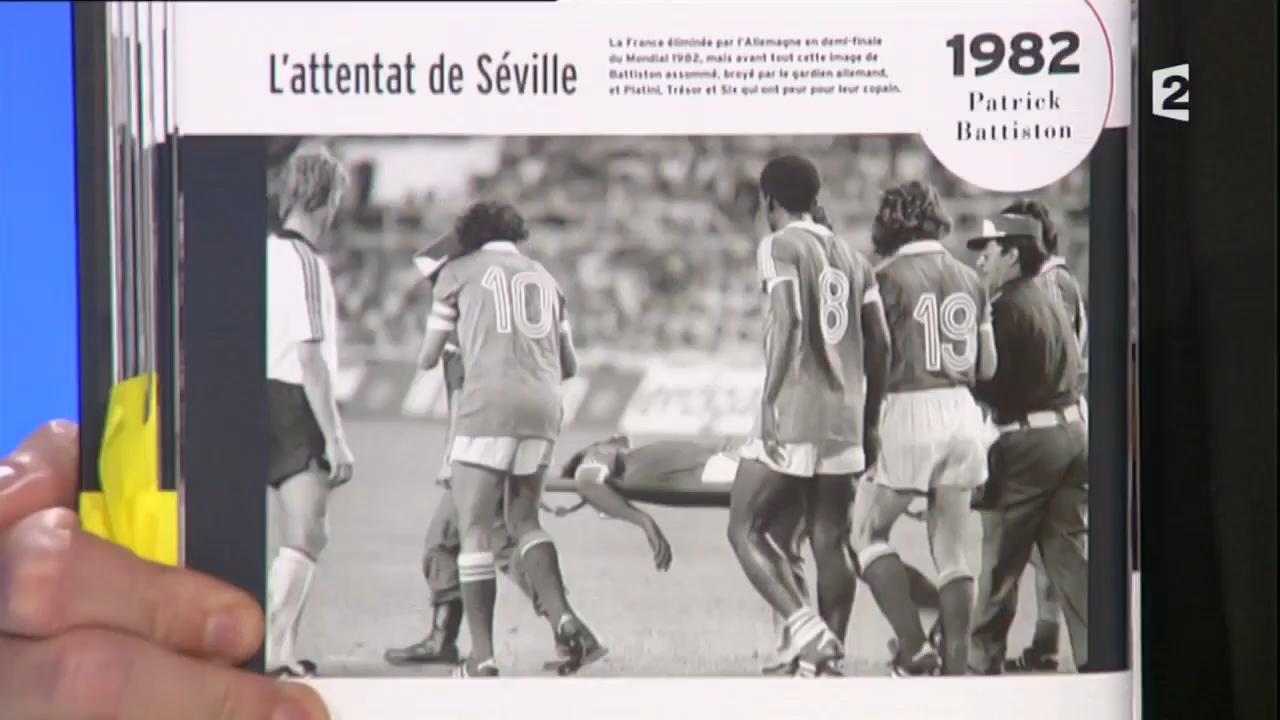 L'attentat de Séville
La France éliminée par l'Allemagne en demi-finale
du Mondial 1982, mais avant tout cette image de
Battiston assommé, broyé par le gardien allemand,
et Platini, Trésor et Six qui ont peur pour leur copain.
1982
Patrick
Battiston
2
10
8
19